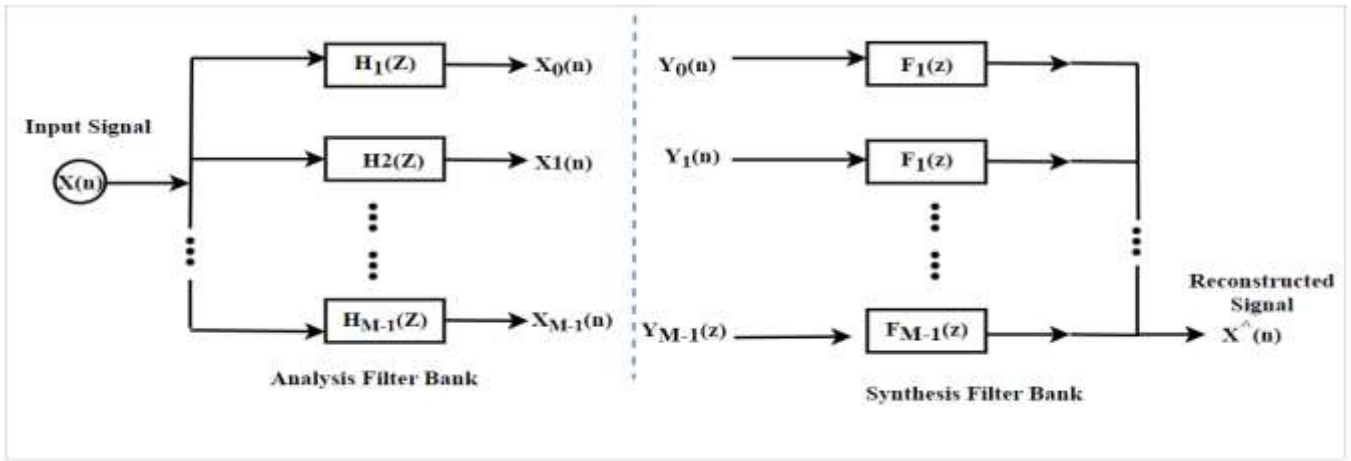 Input Signal
X(n)
H1(Z)
X0(n)
H2(Z)
X1(n)
HM-1(Z)
XM-1(n)
Analysis Filter Bank
Y0(n)
F1(z)
Y1(n)
F1(z)
YM-1(z)
FM-1(z)
Reconstructed
Signal
X^(n)
Synthesis Filter Bank